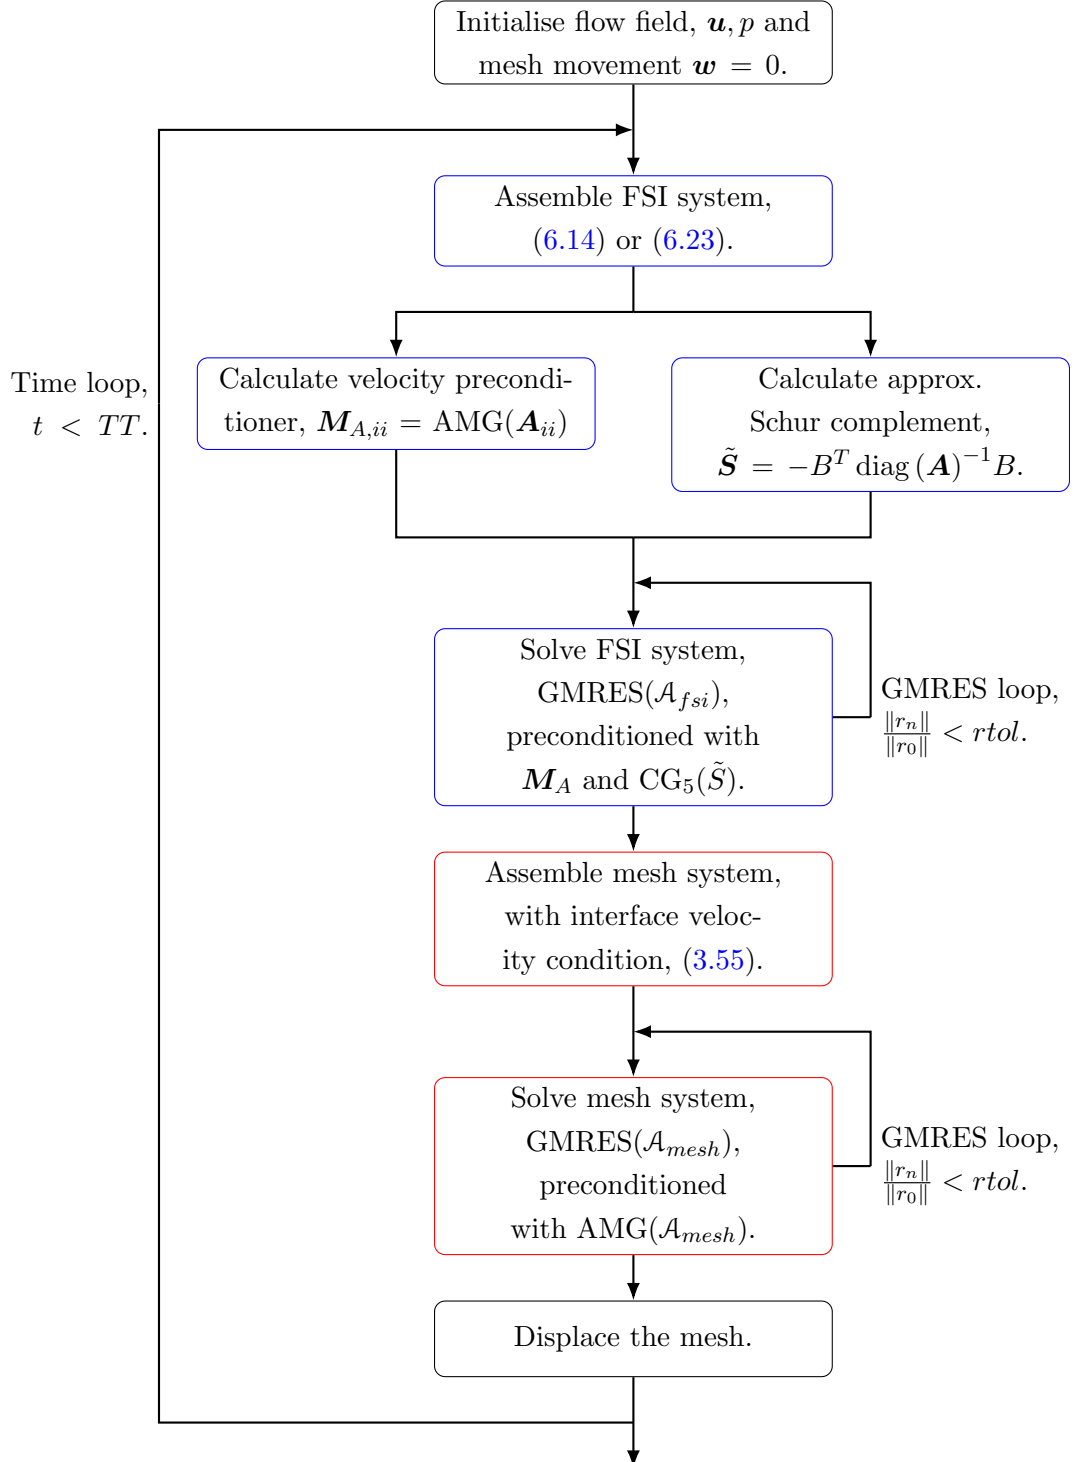 Initialise flow field, u, p and
mesh movement w = 0.
Assemble FSI system,
(6.14) or (6.23).
Time loop,
t < TT.
Calculate velocity precondi-
tioner, M_{A,ii} = AMG(A_{ii})
Calculate approx.
Schur complement,
S̃ = −B^T diag (A)^{−1}B.
Solve FSI system,
GMRES(𝒜_{fsi}),
preconditioned with
M_A and CG_5(S̃).
GMRES loop,
‖r_n‖/‖r_0‖ < rtol.
Assemble mesh system,
with interface veloc-
ity condition, (3.55).
Solve mesh system,
GMRES(𝒜_{mesh}),
preconditioned
with AMG(𝒜_{mesh}).
GMRES loop,
‖r_n‖/‖r_0‖ < rtol.
Displace the mesh.